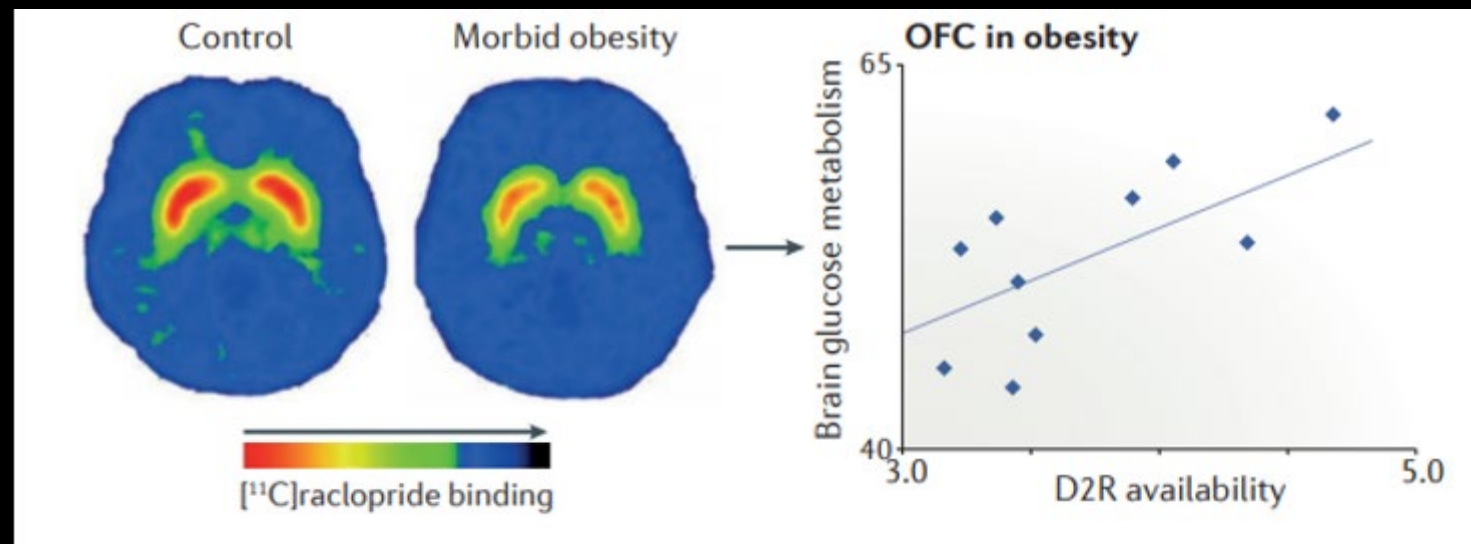 Control
Morbid obesity
[¹¹C]raclopride binding
OFC in obesity
Brain glucose metabolism
65
40
3.0
5.0
D2R availability